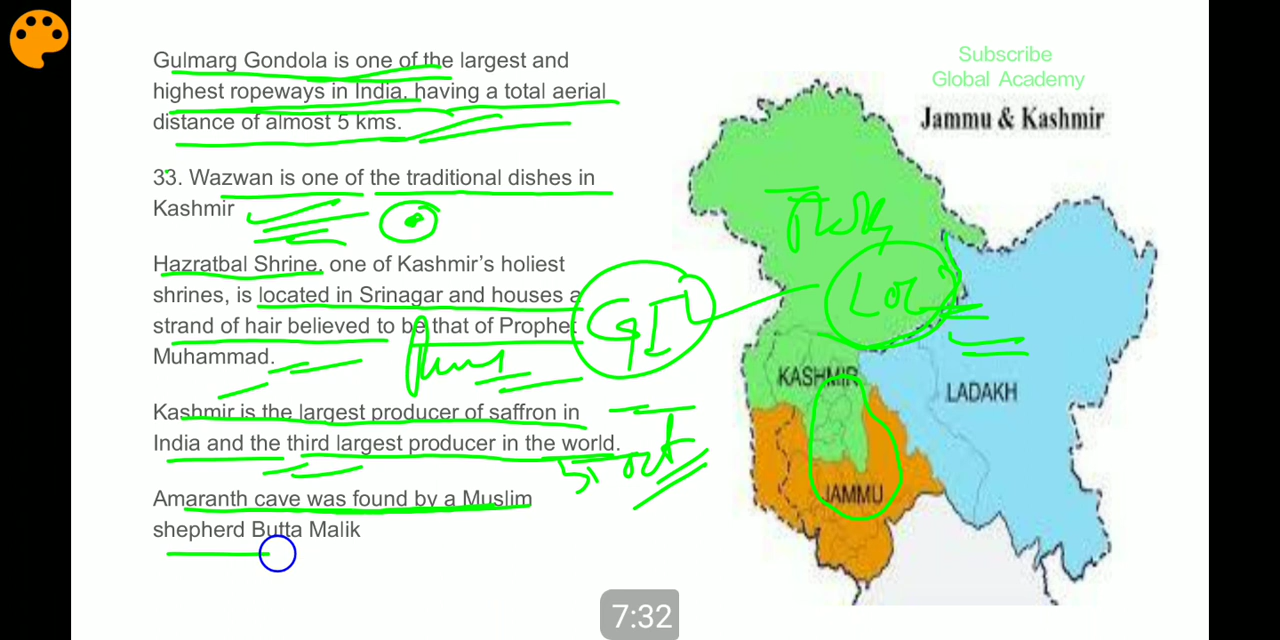 Subscribe
Global Academy
Jammu & Kashmir
Gulmarg Gondola is one of the largest and
highest ropeways in India. having a total aerial
distance of almost 5 kms.
33. Wazwan is one of the traditional dishes in
Kashmir
Hazratbal Shrine, one of Kashmir's holiest
shrines, is located in Srinagar and houses a
strand of hair believed to be that of Prophet
Muhammad.
Kashmir is the largest producer of saffron in
India and the third largest producer in the world.
Amaranth cave was found by a Muslim
shepherd Butta Malik
GI
LOC
31 oct
KASHMIR
LADAKH
JAMMU
7:32